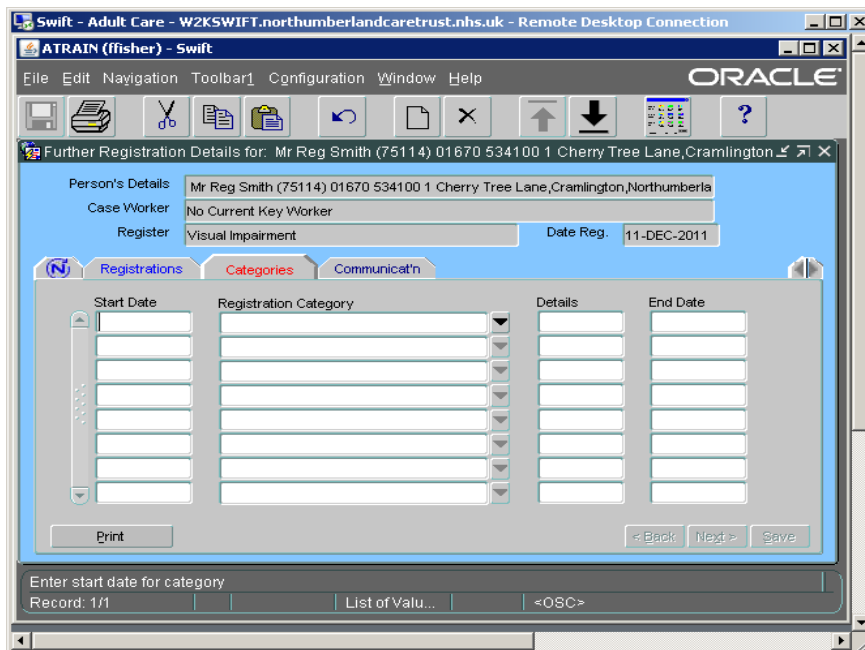 Swift - Adult Care - W2KSWIFT.northumberlandcaretrust.nhs.uk - Remote Desktop Connection
ATRAIN (ffisher) - Swift
File Edit Navigation Toolbar1 Configuration Window Help
ORACLE
?
Further Registration Details for: Mr Reg Smith (75114) 01670 534100 1 Cherry Tree Lane,Cramlington
Person's Details Mr Reg Smith (75114) 01670 534100 1 Cherry Tree Lane,Cramlington,Northumberla
Case Worker No Current Key Worker
Register Visual Impairment Date Reg. 11-DEC-2011
N Registrations Categories Communicat'n
Start Date Registration Category Details End Date
Print < Back Next > Save
Enter start date for category
Record: 1/1 List of Valu... <OSC>